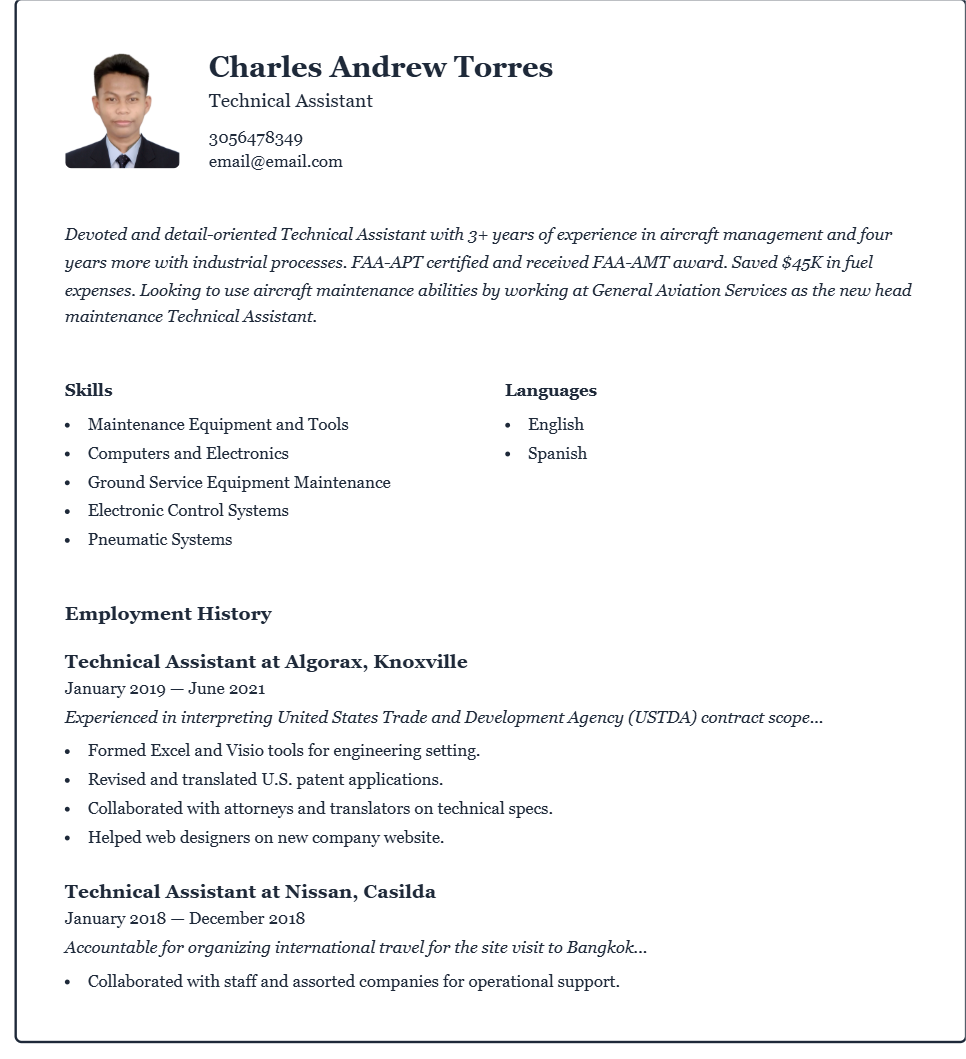 Charles Andrew Torres
Technical Assistant
3056478349
email@email.com
Devoted and detail-oriented Technical Assistant with 3+ years of experience in aircraft management and four
years more with industrial processes. FAA-APT certified and received FAA-AMT award. Saved $45K in fuel
expenses. Looking to use aircraft maintenance abilities by working at General Aviation Services as the new head
maintenance Technical Assistant.
Skills
• Maintenance Equipment and Tools
• Computers and Electronics
• Ground Service Equipment Maintenance
• Electronic Control Systems
• Pneumatic Systems
Languages
• English
• Spanish
Employment History
Technical Assistant at Algorax, Knoxville
January 2019 — June 2021
Experienced in interpreting United States Trade and Development Agency (USTDA) contract scope...
• Formed Excel and Visio tools for engineering setting.
• Revised and translated U.S. patent applications.
• Collaborated with attorneys and translators on technical specs.
• Helped web designers on new company website.
Technical Assistant at Nissan, Casilda
January 2018 — December 2018
Accountable for organizing international travel for the site visit to Bangkok...
• Collaborated with staff and assorted companies for operational support.